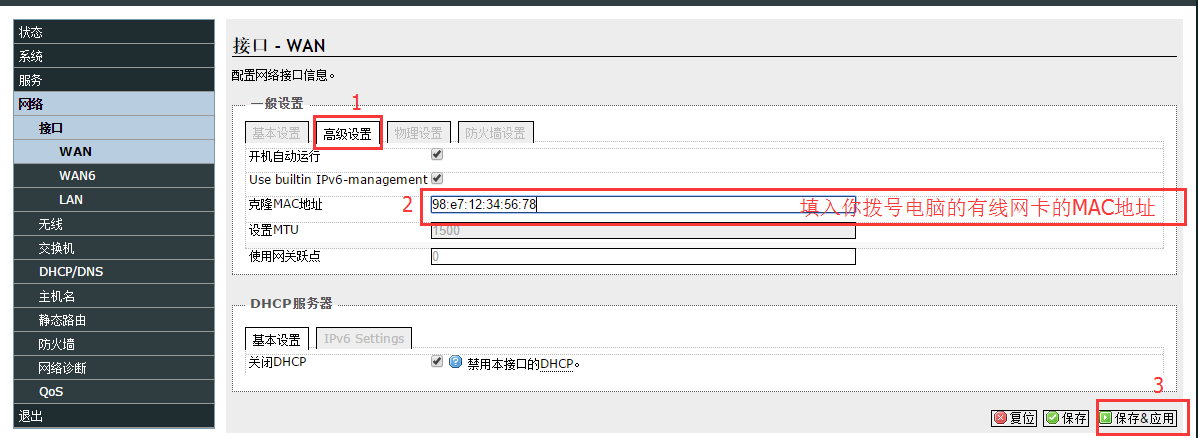 状态
系统
服务
网络
接口
WAN
WAN6
LAN
无线
交换机
DHCP/DNS
主机名
静态路由
防火墙
网络诊断
QoS
退出
接口 - WAN
配置网络接口信息。
一般设置
1
基本设置 高级设置 物理设置 防火墙设置
开机自动运行
Use builtin IPv6-management
克隆MAC地址 2 98:e7:12:34:56:78 填入你拨号电脑的有线网卡的MAC地址
设置MTU 1500
使用网关跃点 0
DHCP服务器
基本设置 IPv6 Settings
关闭DHCP 禁用本接口的DHCP。
3
复位 保存 保存&应用